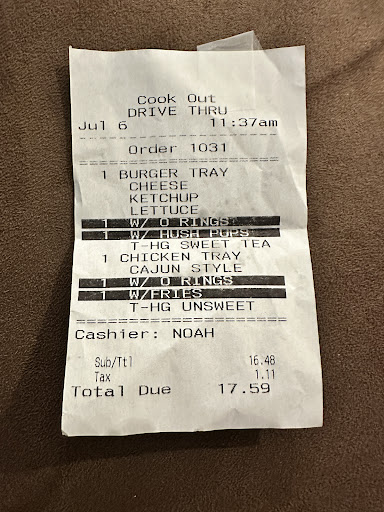 Cook Out
DRIVE THRU
Jul 6 11:37am
Order 1031
1 BURGER TRAY
CHEESE
KETCHUP
LETTUCE
1 W/ O RINGS
1 W/ HUSH PUPS
T-HG SWEET TEA
1 CHICKEN TRAY
CAJUN STYLE
1 W/ O RINGS
1 W/FRIES
T-HG UNSWEET
Cashier: NOAH
Sub/Ttl 16.48
Tax 1.11
Total Due 17.59